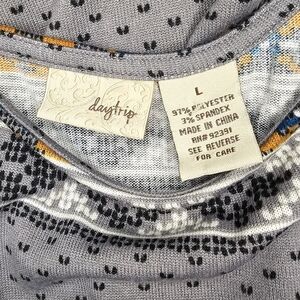 daytrip
L
97% POLYESTER
3% SPANDEX
MADE IN CHINA
RN# 92391
SEE REVERSE
FOR CARE